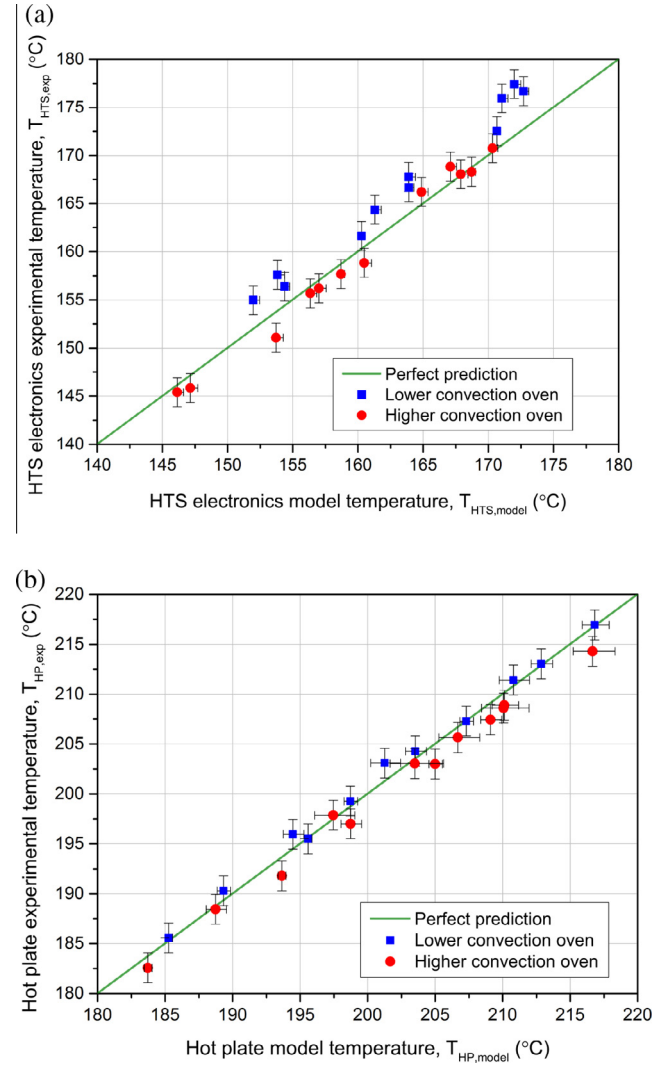 (a)
180
175
170
165
160
155
150
145
140
HTS electronics experimental temperature, T_HTS,exp (°C)
Perfect prediction
Lower convection oven
Higher convection oven
140 145 150 155 160 165 170 175 180
HTS electronics model temperature, T_HTS,model (°C)
(b)
220
215
210
205
200
195
190
185
180
Hot plate experimental temperature, T_HP,exp (°C)
Perfect prediction
Lower convection oven
Higher convection oven
180 185 190 195 200 205 210 215 220
Hot plate model temperature, T_HP,model (°C)